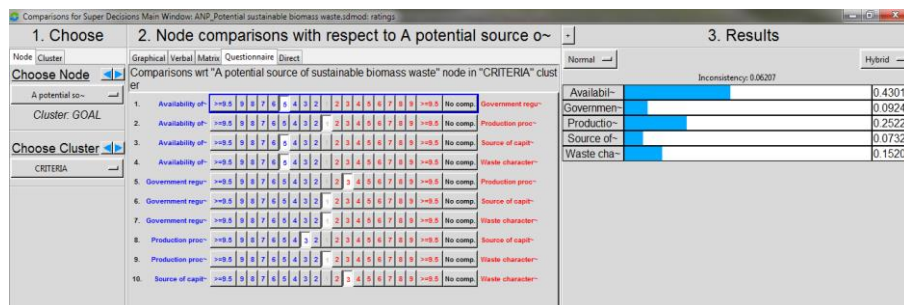 Comparisons for Super Decisions Main Window: ANP_Potential sustainable biomass waste.sdmod: ratings
1. Choose
2. Node comparisons with respect to A potential source o~
-
3. Results
Node Cluster
Choose Node
A potential so~
Cluster: GOAL
Choose Cluster
CRITERIA
Graphical Verbal Matrix Questionnaire Direct
Comparisons wrt "A potential source of sustainable biomass waste" node in "CRITERIA" clust
er
1. Availability of~ >=9.5 9 8 7 6 5 4 3 2 2 3 4 5 6 7 8 9 >=9.5 No comp. Government regu~
2. Availability of~ >=9.5 9 8 7 6 5 4 3 2 2 3 4 5 6 7 8 9 >=9.5 No comp. Production proc~
3. Availability of~ >=9.5 9 8 7 6 5 4 3 2 2 3 4 5 6 7 8 9 >=9.5 No comp. Source of capit~
4. Availability of~ >=9.5 9 8 7 6 5 4 3 2 2 3 4 5 6 7 8 9 >=9.5 No comp. Waste character~
5. Government regu~ >=9.5 9 8 7 6 5 4 3 2 2 3 4 5 6 7 8 9 >=9.5 No comp. Production proc~
6. Government regu~ >=9.5 9 8 7 6 5 4 3 2 2 3 4 5 6 7 8 9 >=9.5 No comp. Source of capit~
7. Government regu~ >=9.5 9 8 7 6 5 4 3 2 2 3 4 5 6 7 8 9 >=9.5 No comp. Waste character~
8. Production proc~ >=9.5 9 8 7 6 5 4 3 2 2 3 4 5 6 7 8 9 >=9.5 No comp. Source of capit~
9. Production proc~ >=9.5 9 8 7 6 5 4 3 2 2 3 4 5 6 7 8 9 >=9.5 No comp. Waste character~
10. Source of capit~ >=9.5 9 8 7 6 5 4 3 2 2 3 4 5 6 7 8 9 >=9.5 No comp. Waste character~
Normal
Hybrid
Inconsistency: 0.06207
Availabil~ 0.4301
Governmen~ 0.0924
Productio~ 0.2522
Source of~ 0.0732
Waste cha~ 0.1520